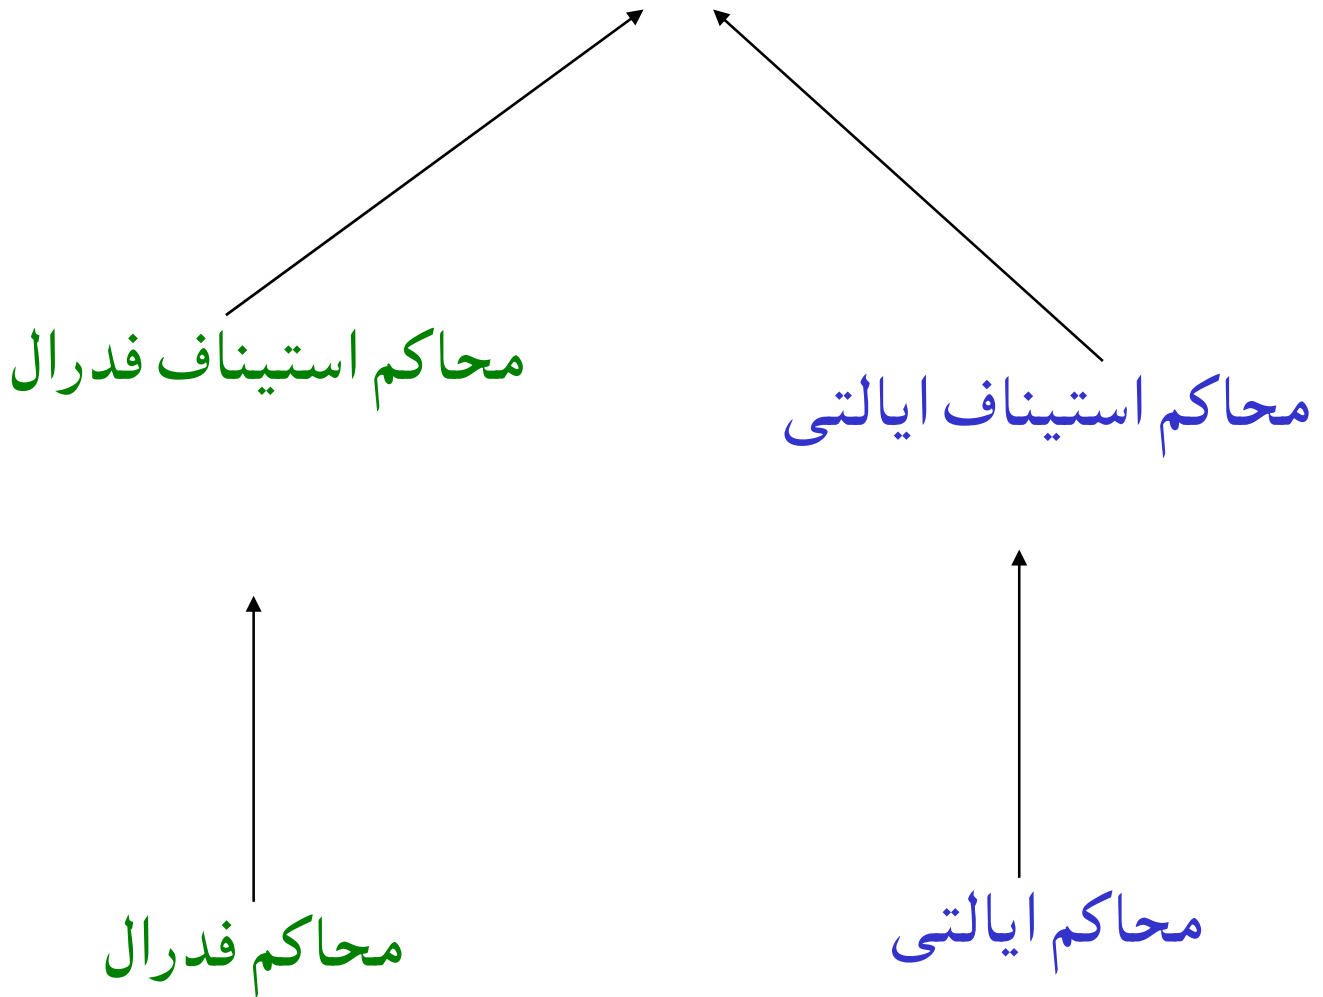 محاکم استیناف فدرال
محاکم استیناف ایالتی
محاکم ایالتی
محاکم فدرال